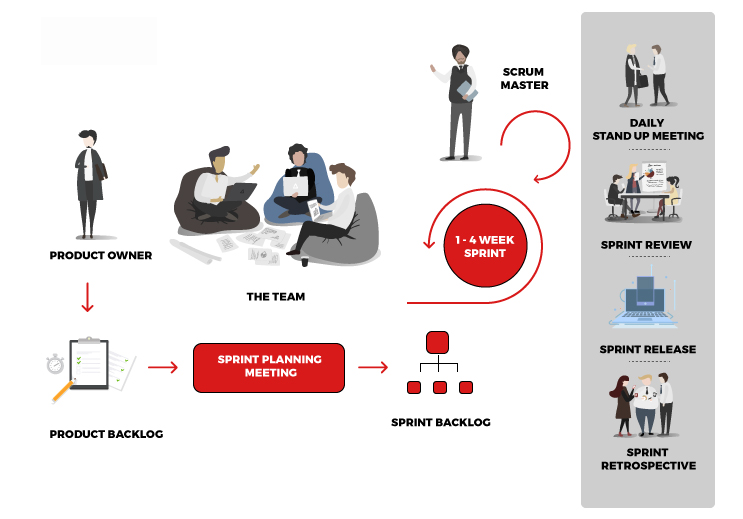 SCRUM
MASTER
PRODUCT OWNER
THE TEAM
1 - 4 WEEK
SPRINT
PRODUCT BACKLOG
SPRINT PLANNING
MEETING
SPRINT BACKLOG
DAILY
STAND UP MEETING
SPRINT REVIEW
SPRINT RELEASE
SPRINT
RETROSPECTIVE